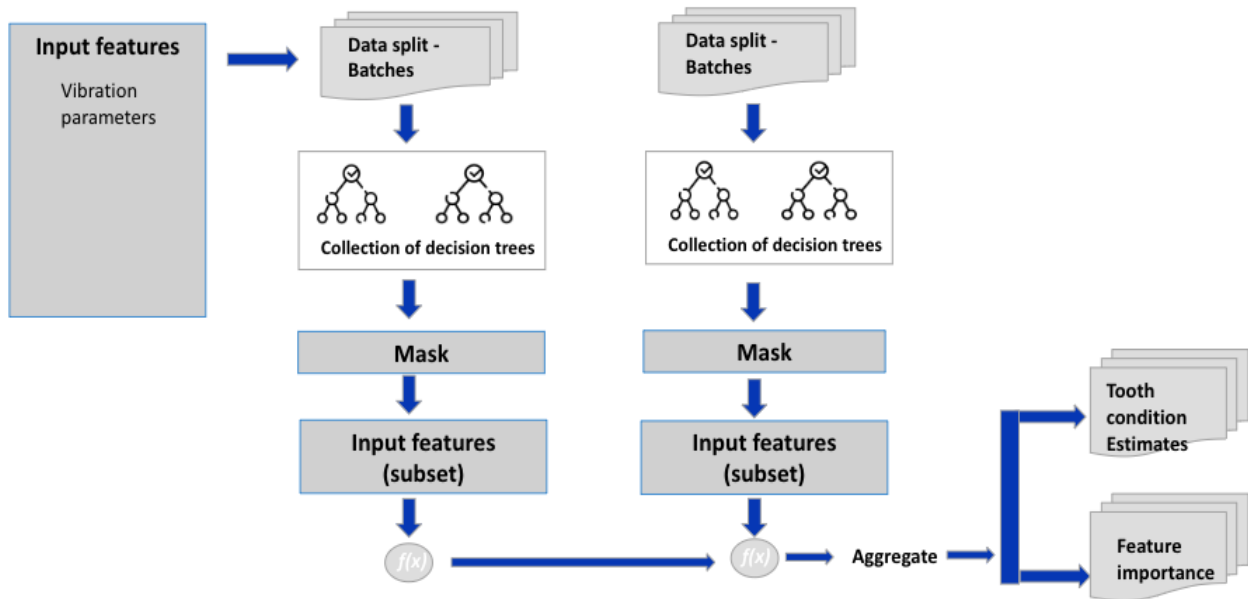 Input features
Vibration
parameters
Data split -
Batches
Data split -
Batches
Collection of decision trees
Collection of decision trees
Mask
Mask
Input features
(subset)
Input features
(subset)
f(x)
f(x)
Aggregate
Tooth
condition
Estimates
Feature
importance